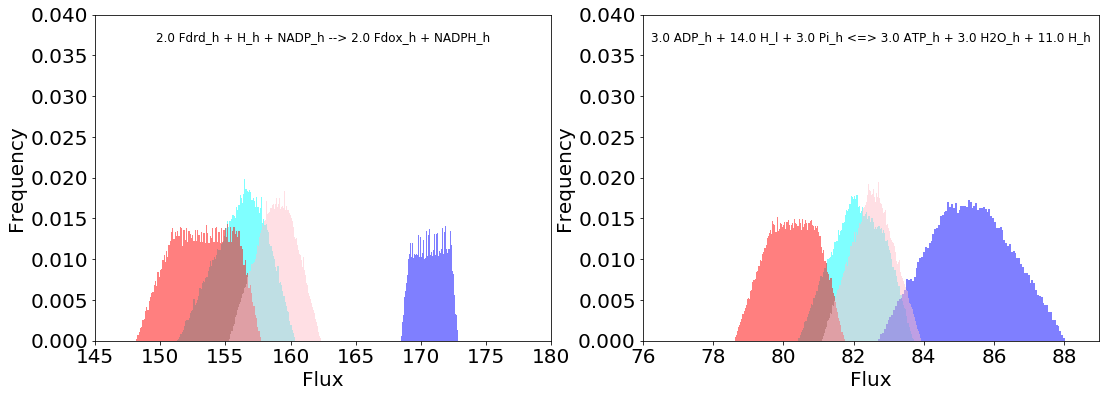 2.0 Fdrd_h + H_h + NADP_h --> 2.0 Fdox_h + NADPH_h
Frequency
0.040
0.035
0.030
0.025
0.020
0.015
0.010
0.005
0.000
145 150 155 160 165 170 175 180
Flux
3.0 ADP_h + 14.0 H_l + 3.0 Pi_h <=> 3.0 ATP_h + 3.0 H2O_h + 11.0 H_h
Frequency
0.040
0.035
0.030
0.025
0.020
0.015
0.010
0.005
0.000
76 78 80 82 84 86 88
Flux